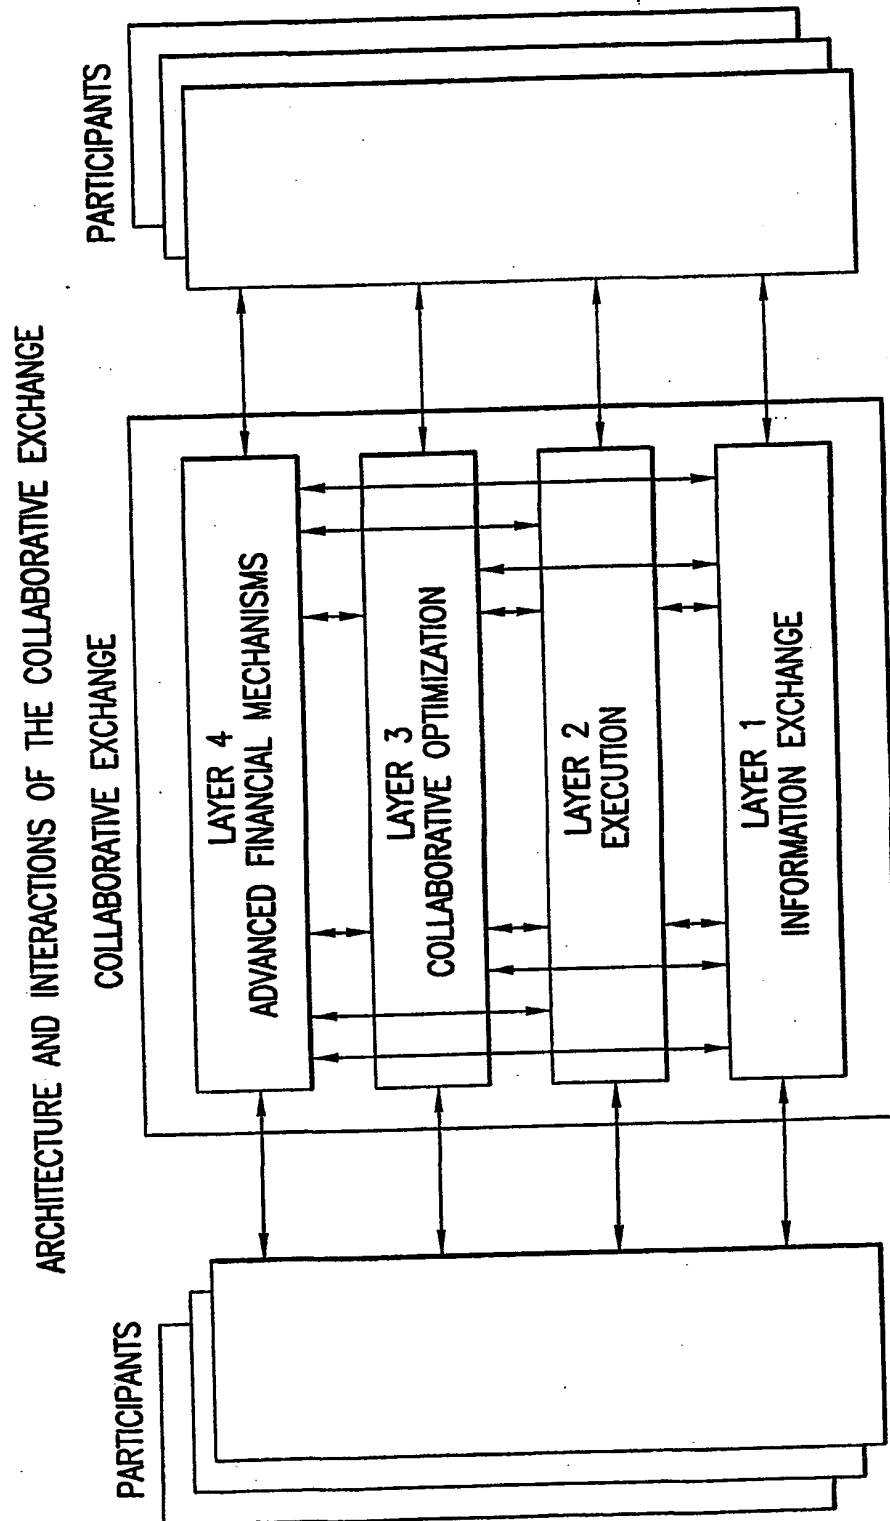 ARCHITECTURE AND INTERACTIONS OF THE COLLABORATIVE EXCHANGE
PARTICIPANTS
COLLABORATIVE EXCHANGE
PARTICIPANTS
LAYER 4
ADVANCED FINANCIAL MECHANISMS
LAYER 3
COLLABORATIVE OPTIMIZATION
LAYER 2
EXECUTION
LAYER 1
INFORMATION EXCHANGE